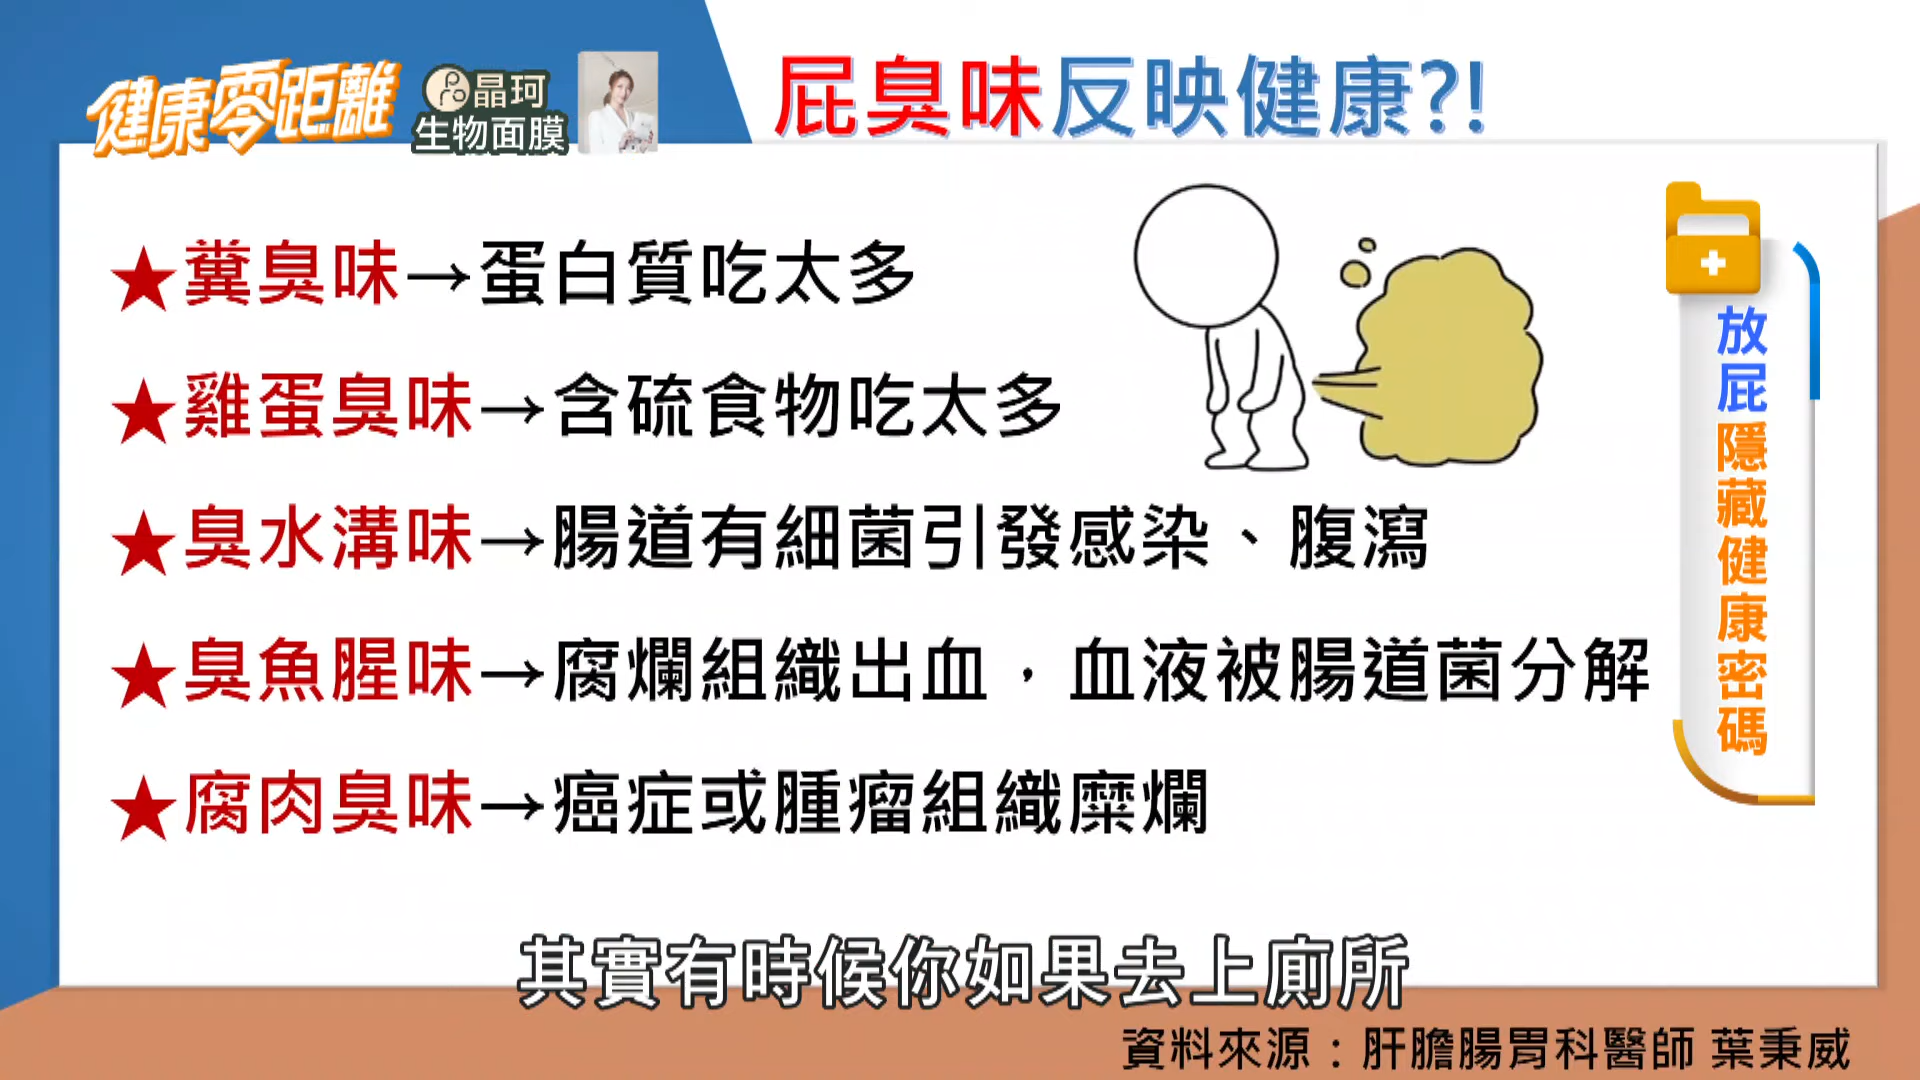 健康零距離
晶珂
生物面膜
屁臭味反映健康?!
★糞臭味→蛋白質吃太多
★雞蛋臭味→含硫食物吃太多
★臭水溝味→腸道有細菌引發感染、腹瀉
★臭魚腥味→腐爛組織出血，血液被腸道菌分解
★腐肉臭味→癌症或腫瘤組織糜爛
放屁隱藏健康密碼
其實有時候你如果去上廁所
資料來源：肝膽腸胃科醫師 葉秉威